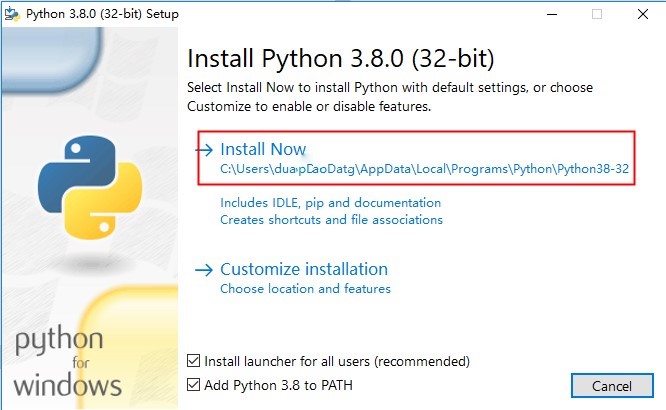 Python 3.8.0 (32-bit) Setup
Install Python 3.8.0 (32-bit)
Select Install Now to install Python with default settings, or choose
Customize to enable or disable features.
Install Now
AppData\Local\Programs\Python\Python38-32
Includes IDLE, pip and documentation
Creates shortcuts and file associations
Customize installation
Choose location and features
python
for
windows
Install launcher for all users (recommended)
Add Python 3.8 to PATH
Cancel